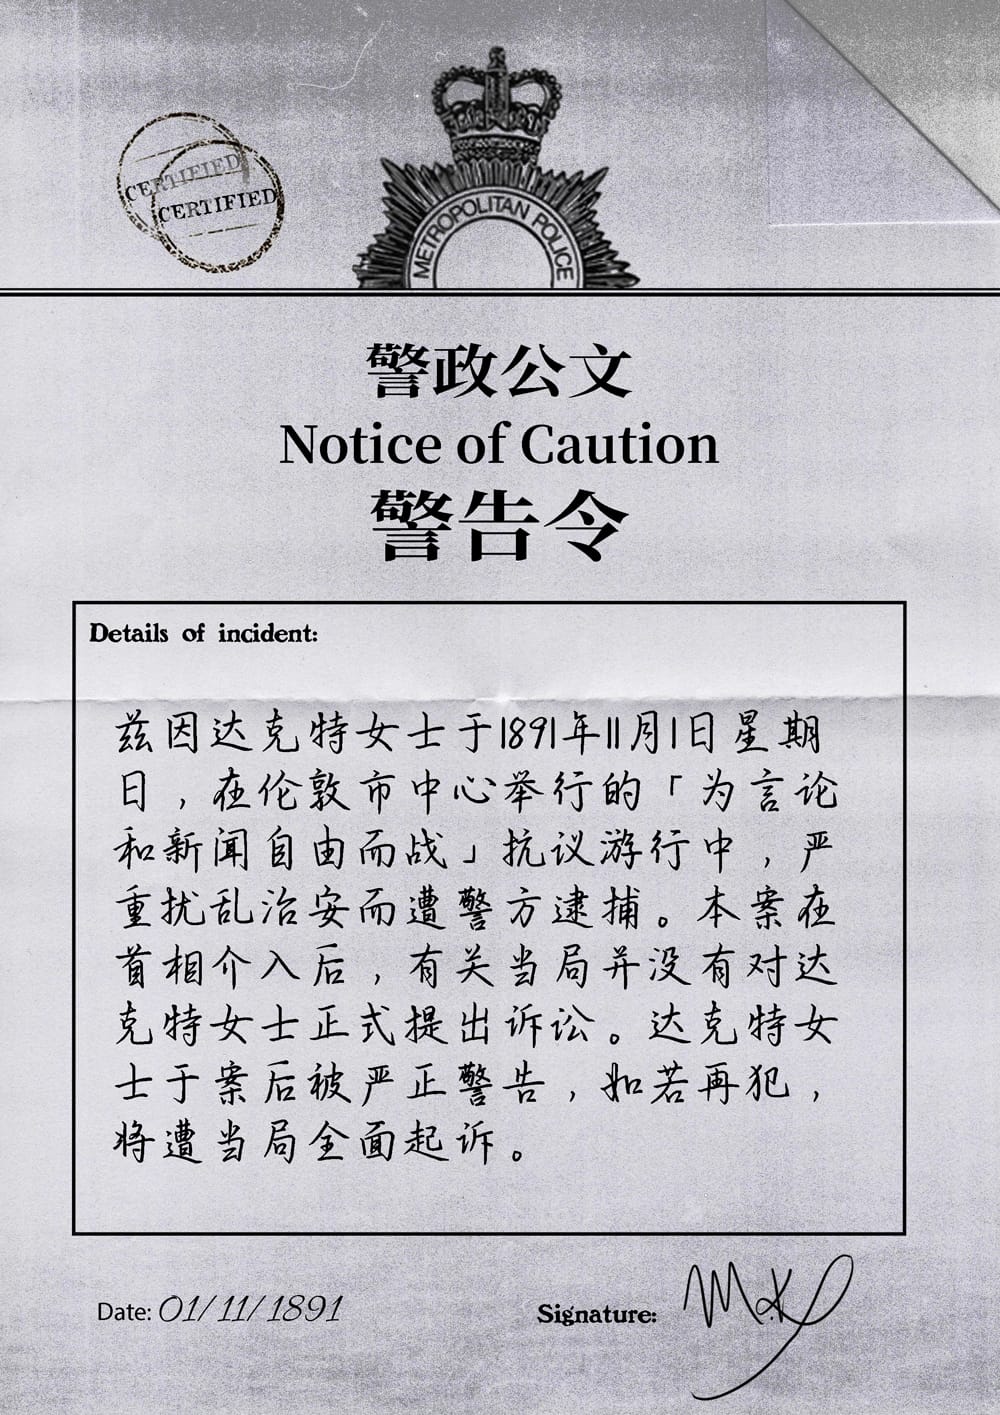 CERTIFIED
CERTIFIED
METROPOLITAN POLICE
警政公文
Notice of Caution
警告令
Details of incident:
兹因达克特女士于1891年11月1日星期
日，在伦敦市中心举行的「为言论
和新闻自由而战」抗议游行中，严
重扰乱治安而遭警方逮捕。本案在
首相介入后，有关当局并没有对达
克特女士正式提出诉讼。达克特女
士于案后被严正警告，如若再犯，
将遭当局全面起诉。
Date: 01/11/1891
Signature: